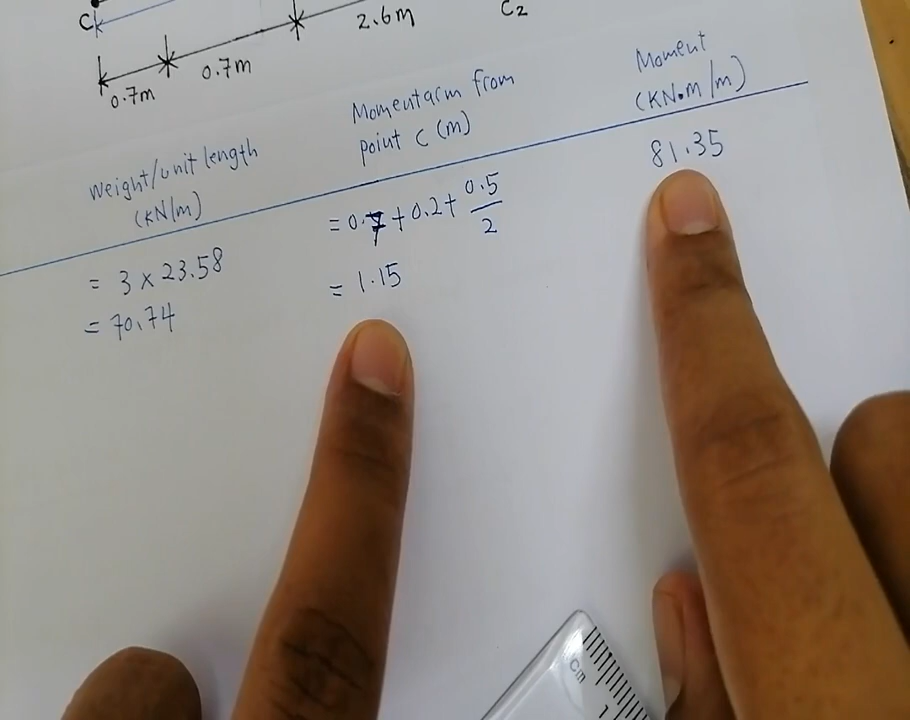 C
C2
2.6m
0.7m
0.7m
Weight/unit length
(KN/m)
Momentarm from
point C (m)
Moment
(KN.m/m)
= 3 x 23.58
= 70.74
= 0.7 + 0.2 + 0.5/2
= 1.15
81.35
cm
1